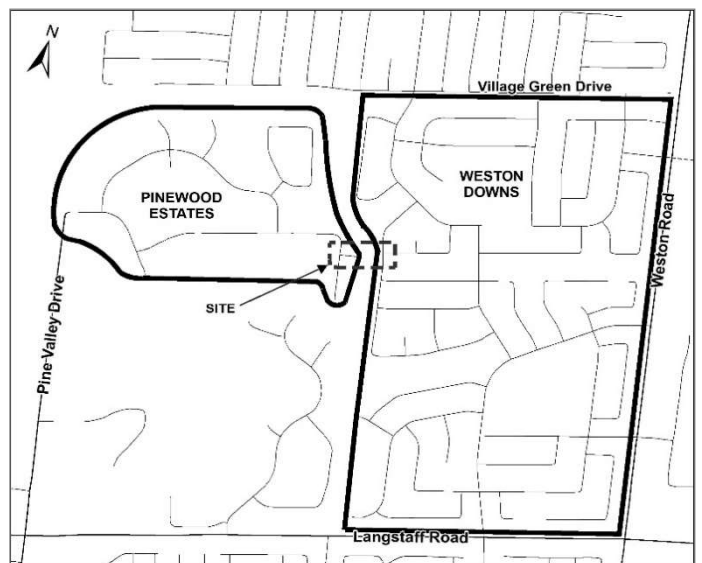 N
Village Green Drive
PINEWOOD
ESTATES
WESTON
DOWNS
Weston Road
SITE
Pine Valley Drive
Langstaff Road